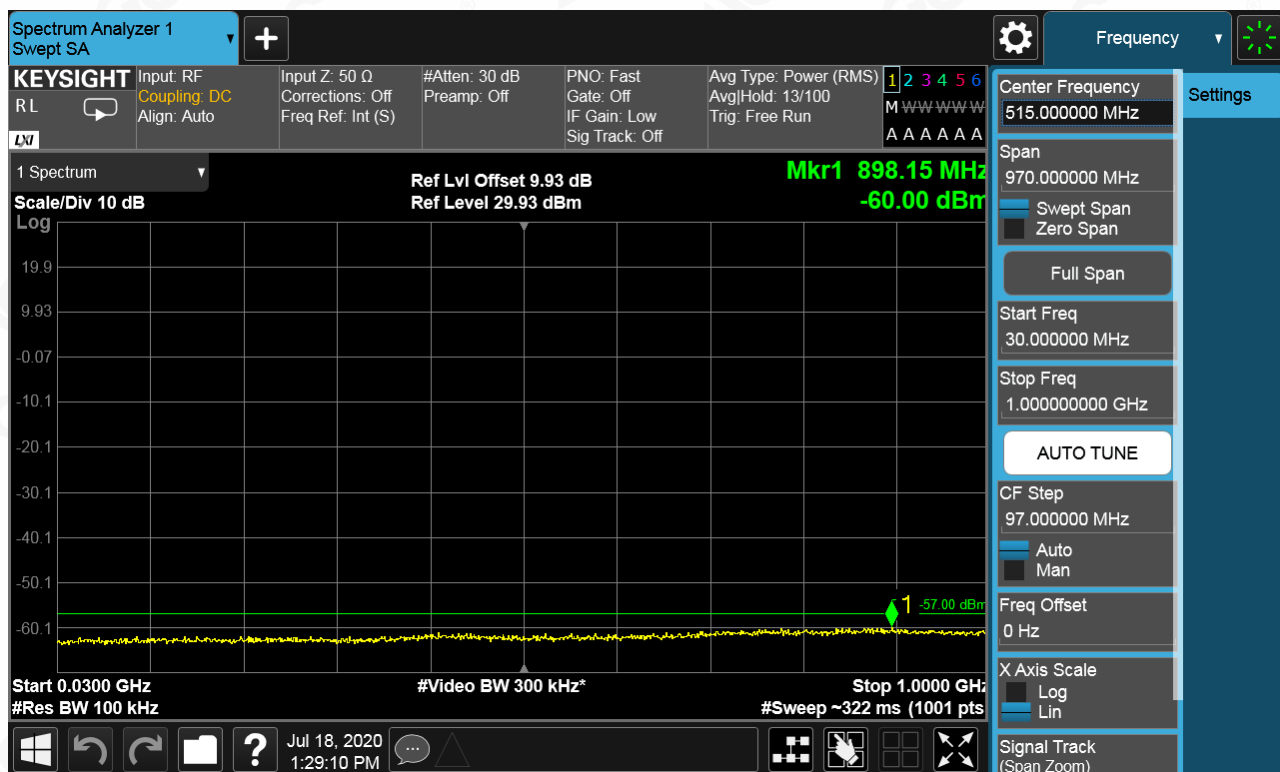 Spectrum Analyzer 1
Swept SA
Frequency
KEYSIGHT
R L
LXI
Input: RF
Coupling: DC
Align: Auto
Input Z: 50 Ω
Corrections: Off
Freq Ref: Int (S)
#Atten: 30 dB
Preamp: Off
PNO: Fast
Gate: Off
IF Gain: Low
Sig Track: Off
Avg Type: Power (RMS)
Avg|Hold: 13/100
Trig: Free Run
1 2 3 4 5 6
M W W W W W
A A A A A A
1 Spectrum
Scale/Div 10 dB
Log
Ref Lvl Offset 9.93 dB
Ref Level 29.93 dBm
Mkr1 898.15 MHz
-60.00 dBm
19.9
9.93
-0.07
-10.1
-20.1
-30.1
-40.1
-50.1
-60.1
1 -57.00 dBm
Start 0.0300 GHz
#Res BW 100 kHz
#Video BW 300 kHz*
Stop 1.0000 GHz
#Sweep ~322 ms (1001 pts
Jul 18, 2020
1:29:10 PM
?
Center Frequency
515.000000 MHz
Span
970.000000 MHz
Swept Span
Zero Span
Full Span
Start Freq
30.000000 MHz
Stop Freq
1.000000000 GHz
AUTO TUNE
CF Step
97.000000 MHz
Auto
Man
Freq Offset
0 Hz
X Axis Scale
Log
Lin
Signal Track
(Span Zoom)
Settings